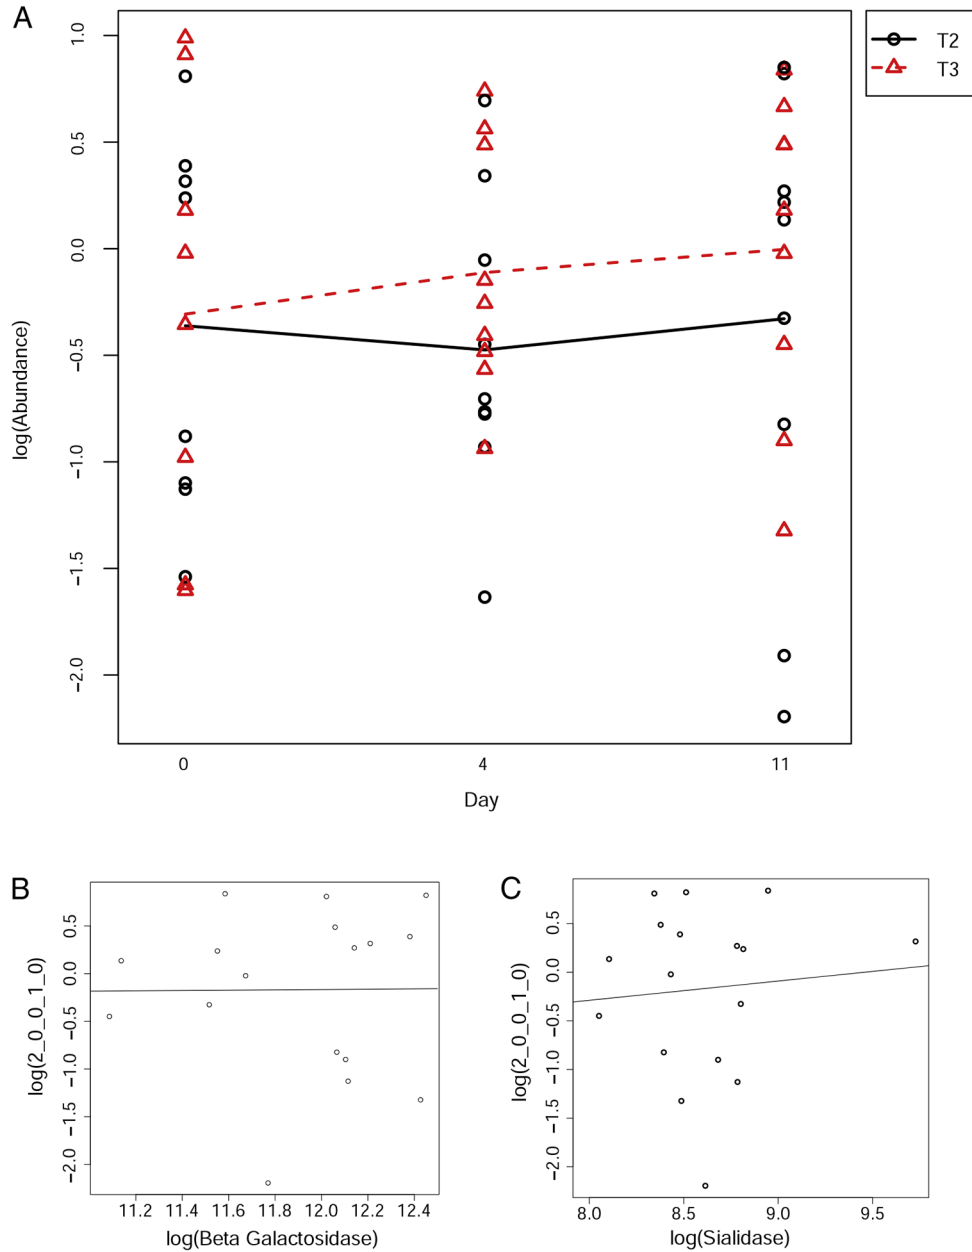 A
T2
T3
log(Abundance)
1.0
0.5
0.0
−0.5
−1.0
−1.5
−2.0
0 4 11
Day
B
log(2_0_0_1_0)
0.5
0.0
−0.5
−1.0
−1.5
−2.0
11.2 11.4 11.6 11.8 12.0 12.2 12.4
log(Beta Galactosidase)
C
log(2_0_0_1_0)
0.5
0.0
−0.5
−1.0
−1.5
−2.0
8.0 8.5 9.0 9.5
log(Sialidase)